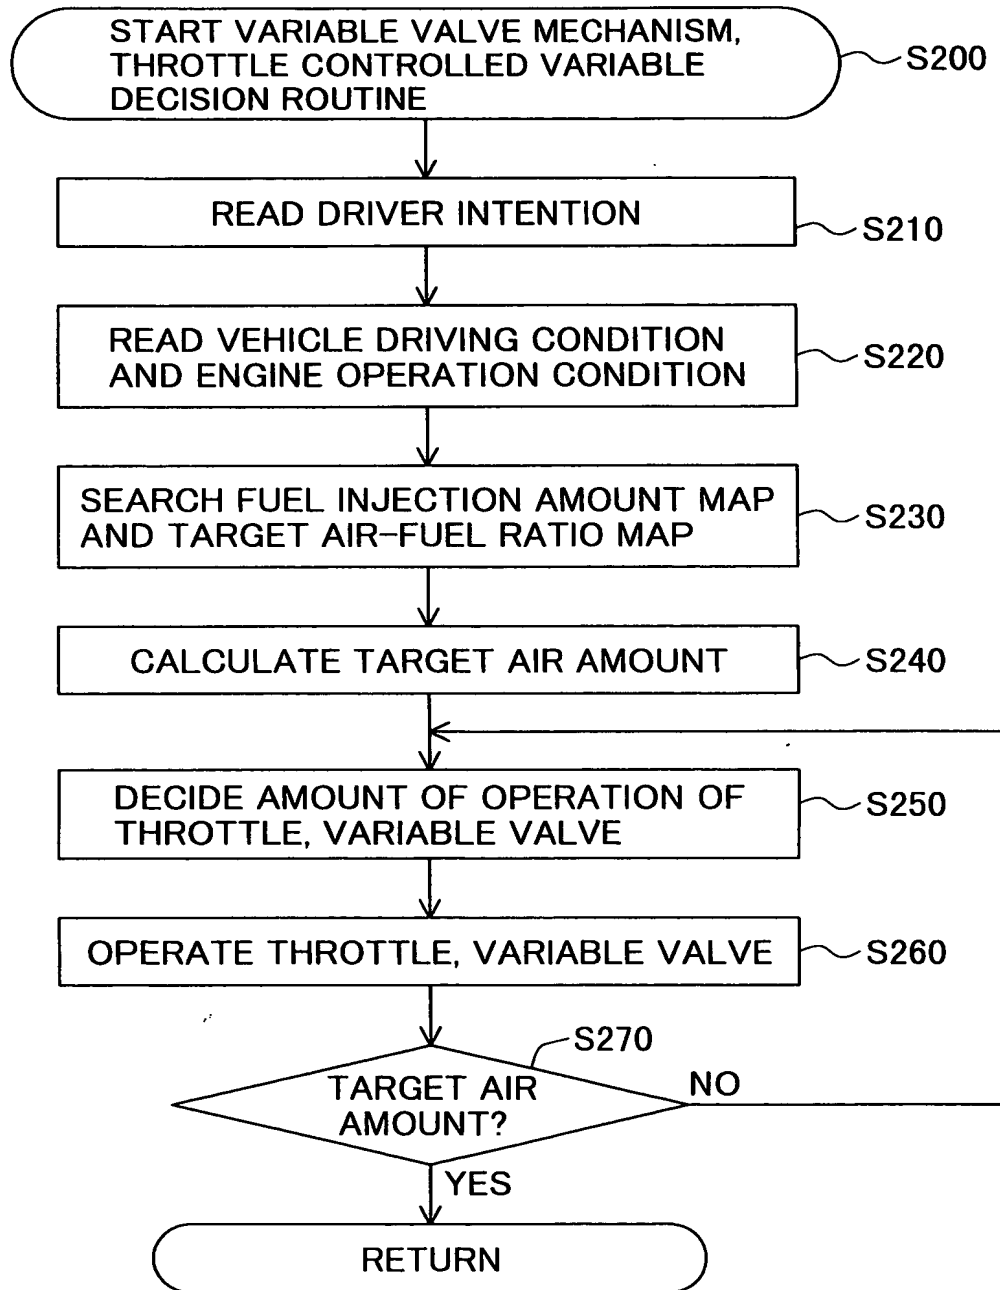 START VARIABLE VALVE MECHANISM,
THROTTLE CONTROLLED VARIABLE
DECISION ROUTINE
S200
READ DRIVER INTENTION
S210
READ VEHICLE DRIVING CONDITION
AND ENGINE OPERATION CONDITION
S220
SEARCH FUEL INJECTION AMOUNT MAP
AND TARGET AIR-FUEL RATIO MAP
S230
CALCULATE TARGET AIR AMOUNT
S240
DECIDE AMOUNT OF OPERATION OF
THROTTLE, VARIABLE VALVE
S250
OPERATE THROTTLE, VARIABLE VALVE
S260
S270
TARGET AIR
AMOUNT?
NO
YES
RETURN